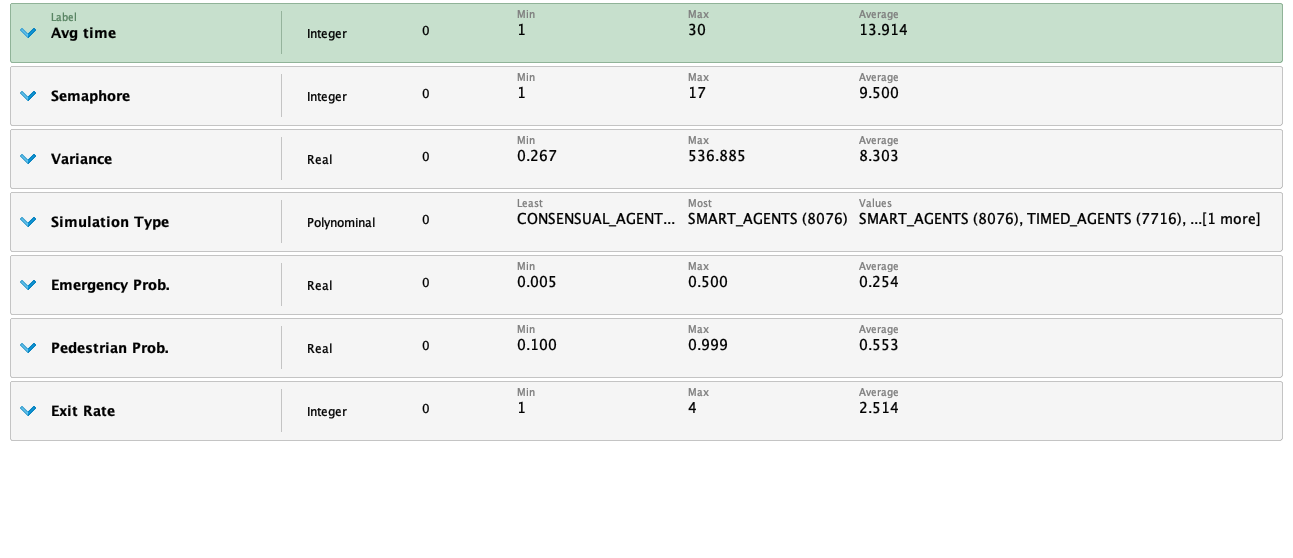 Label
Avg time Integer 0 Min 1 Max 30 Average 13.914
Semaphore Integer 0 Min 1 Max 17 Average 9.500
Variance Real 0 Min 0.267 Max 536.885 Average 8.303
Simulation Type Polynominal 0 Least CONSENSUAL_AGENT... Most SMART_AGENTS (8076) Values SMART_AGENTS (8076), TIMED_AGENTS (7716), ...[1 more]
Emergency Prob. Real 0 Min 0.005 Max 0.500 Average 0.254
Pedestrian Prob. Real 0 Min 0.100 Max 0.999 Average 0.553
Exit Rate Integer 0 Min 1 Max 4 Average 2.514